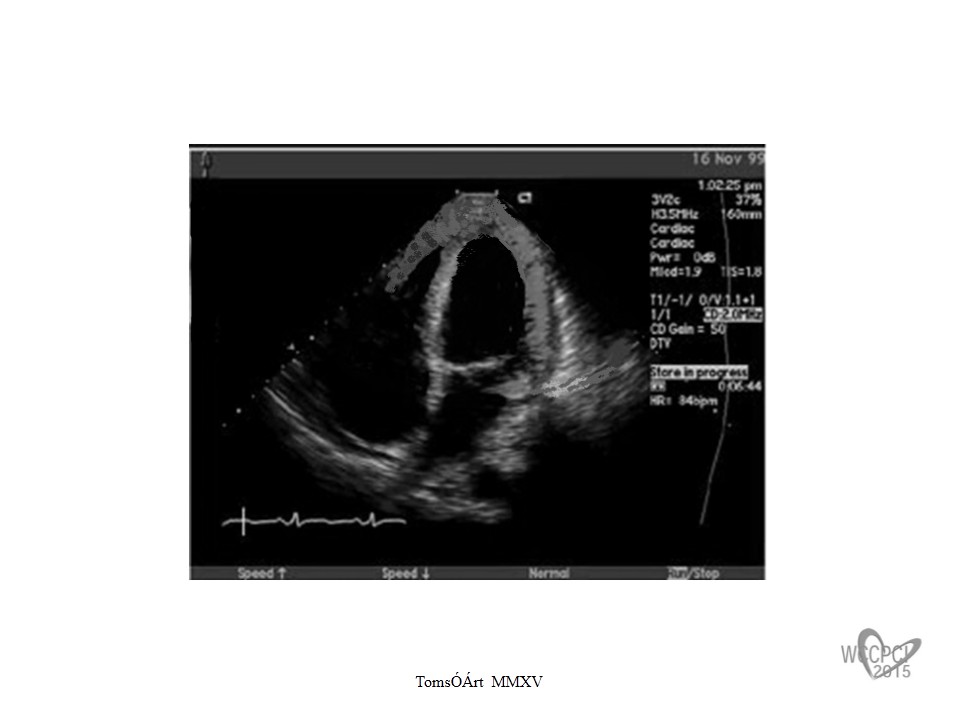 16 Nov 99
1:02:25 pm
3V2c 37%
H3.5MHz 160mm
Cardiac
Cardiac
Pwr= 0dB
MIcd=1.9 TIS=1.8
T1/-1/ 0/V:1.1+1
1/1 CD:2.0MHz
CD Gain = 50
DTV
Store in progress
0:06:44
HR= 84bpm
Speed ↑ Speed ↓ Normal Run/Stop
WCCPCI
2015
TomsÓÁrt MMXV